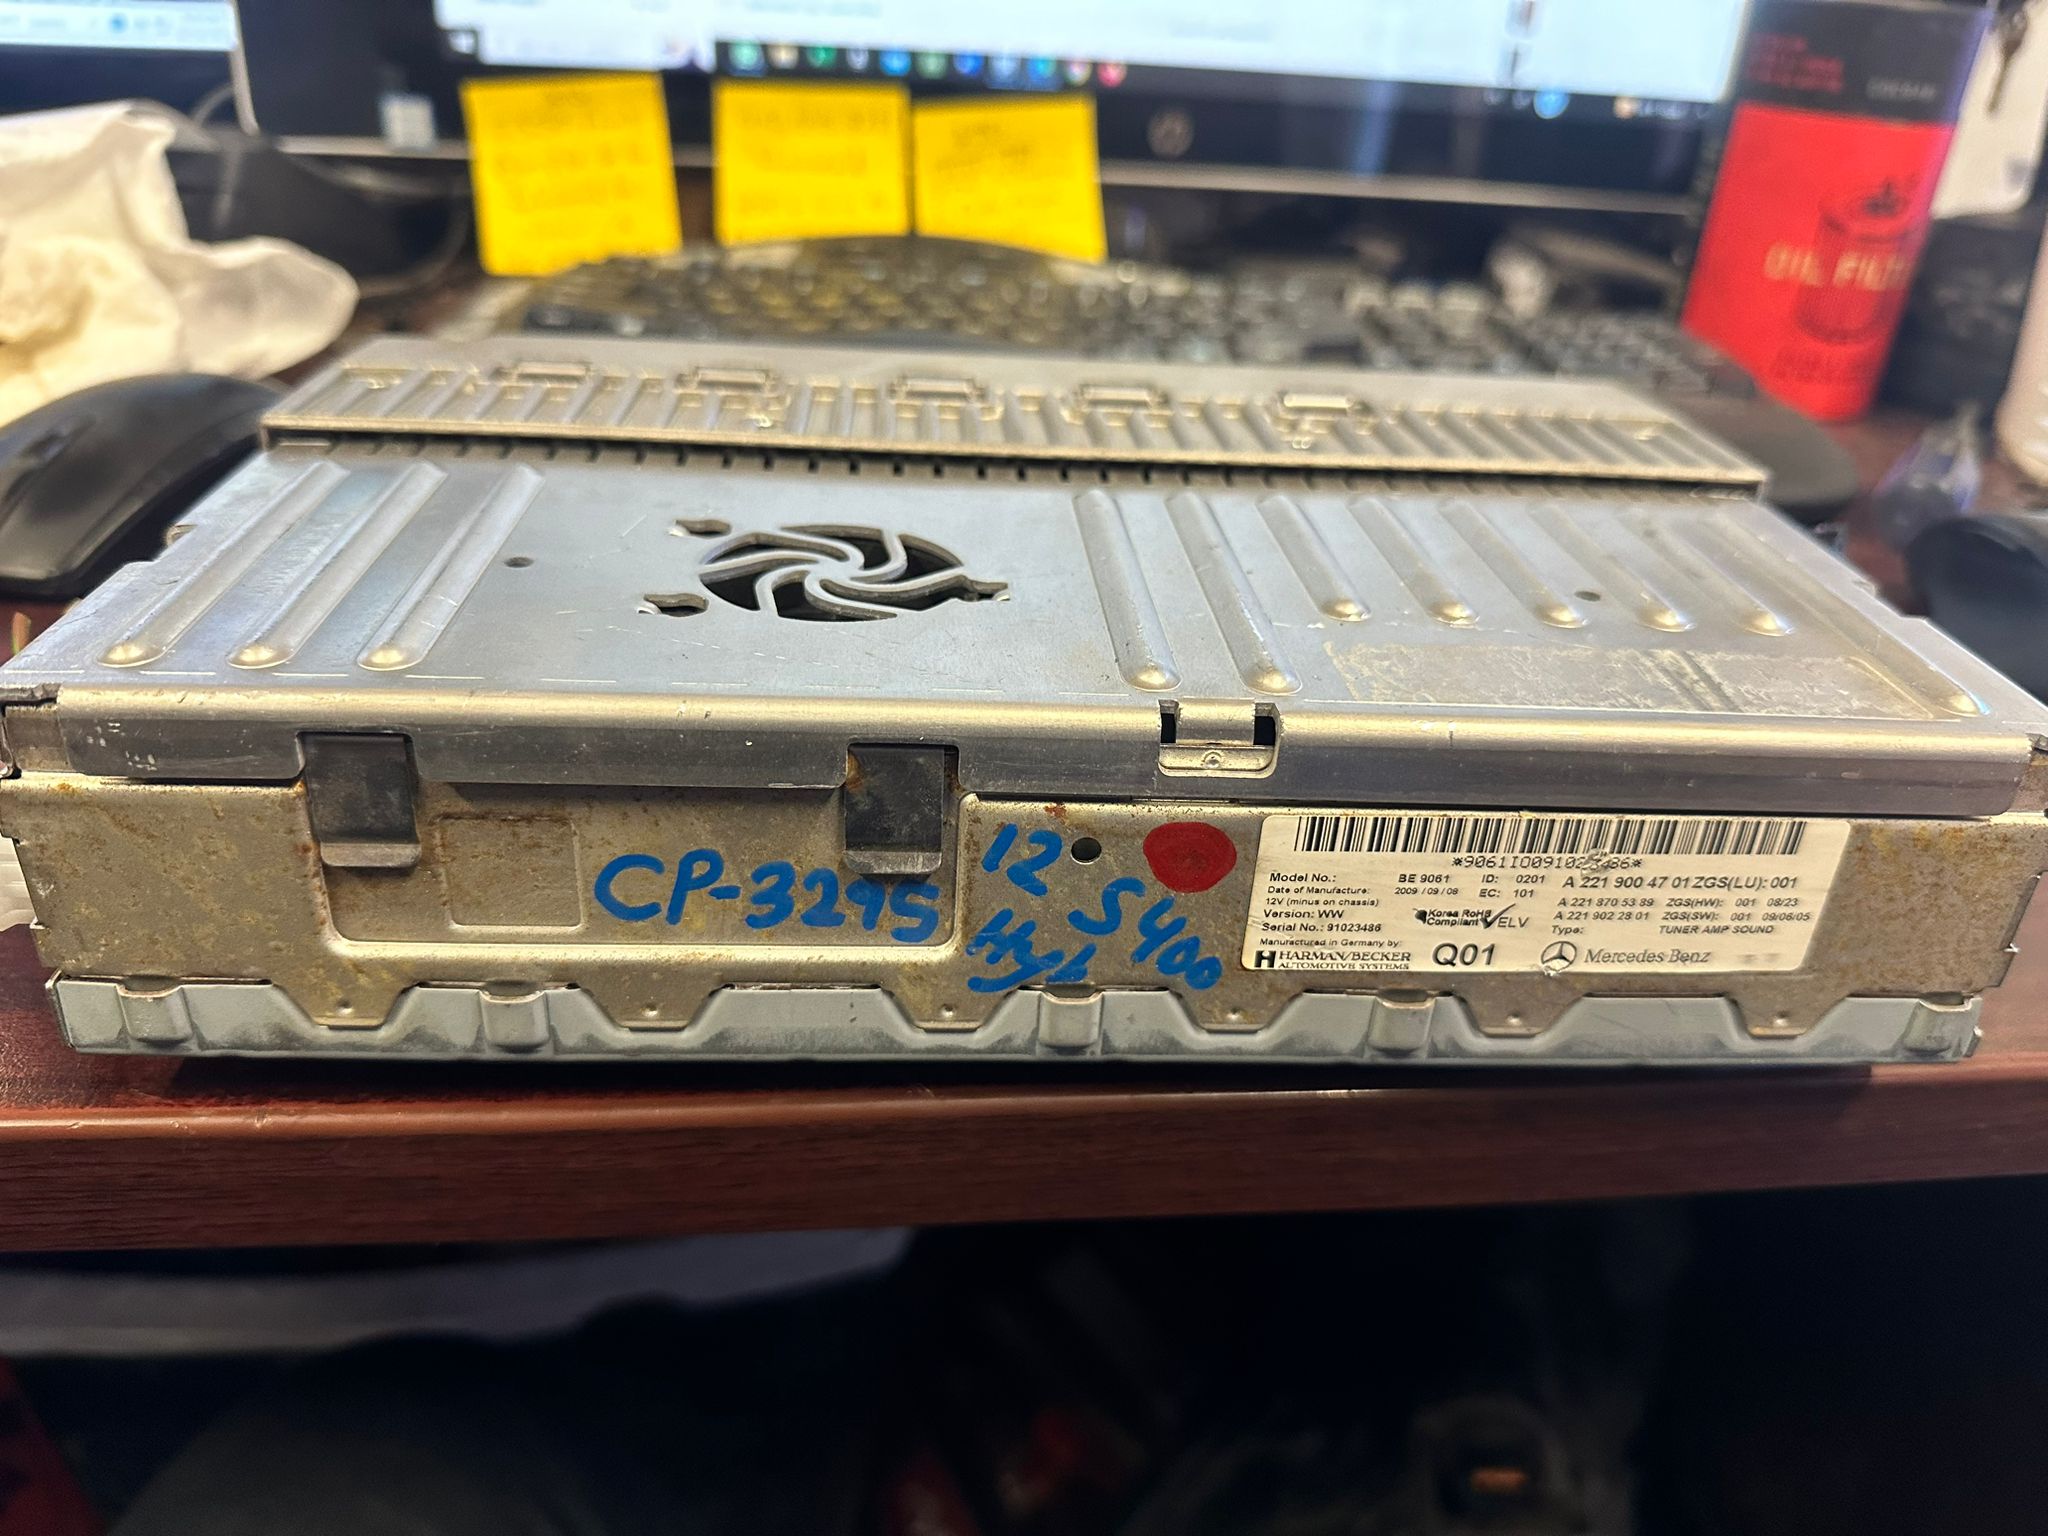 OIL FILT
CP-3295
12 S400
Hyb
*9061I0091023486*
Model No.: BE 9061 ID: 0201 A 221 900 47 01 ZGS(LU): 001
Date of Manufacture: 2009/09/08 EC: 101
12V (minus on chassis) A 221 870 53 89 ZGS(HW): 001 08/23
Version: WW Korea RoHS Compliant ELV A 221 902 28 01 ZGS(SW): 001 09/06/05
Serial No.: 91023486 Type: TUNER AMP SOUND
Manufactured in Germany by:
HARMAN/BECKER Q01 Mercedes-Benz
AUTOMOTIVE SYSTEMS